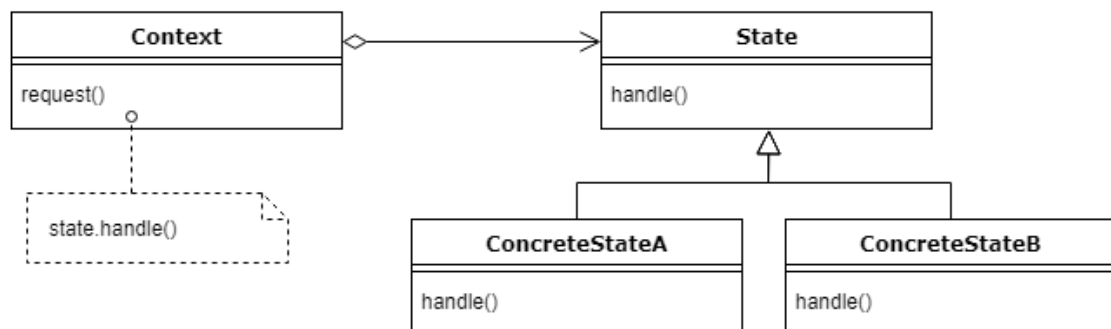 Context
request()
state.handle()
State
handle()
ConcreteStateA
handle()
ConcreteStateB
handle()